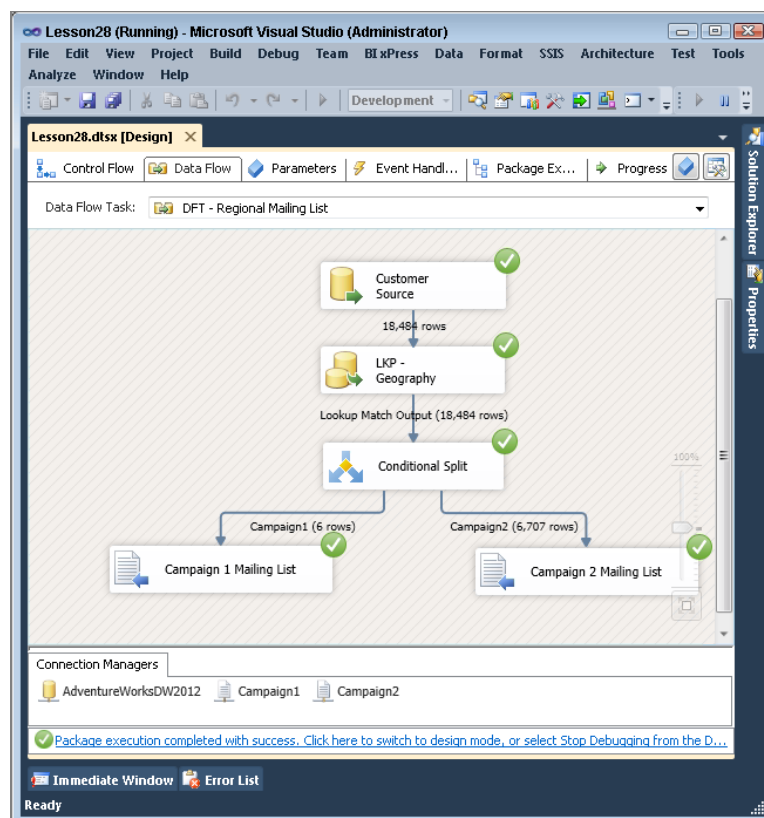 Lesson28 (Running) - Microsoft Visual Studio (Administrator)
File Edit View Project Build Debug Team BIxPress Data Format SSIS Architecture Test Tools
Analyze Window Help
Development
Lesson28.dtsx [Design]
Control Flow Data Flow Parameters Event Handl... Package Ex... Progress
Data Flow Task: DFT - Regional Mailing List
Customer
Source
18,484 rows
LKP -
Geography
Lookup Match Output (18,484 rows)
Conditional Split
100%
Campaign1 (6 rows) Campaign2 (6,707 rows)
Campaign 1 Mailing List Campaign 2 Mailing List
Connection Managers
AdventureWorksDW2012 Campaign1 Campaign2
Package execution completed with success. Click here to switch to design mode, or select Stop Debugging from the D...
Immediate Window Error List
Ready
Solution Explorer
Properties